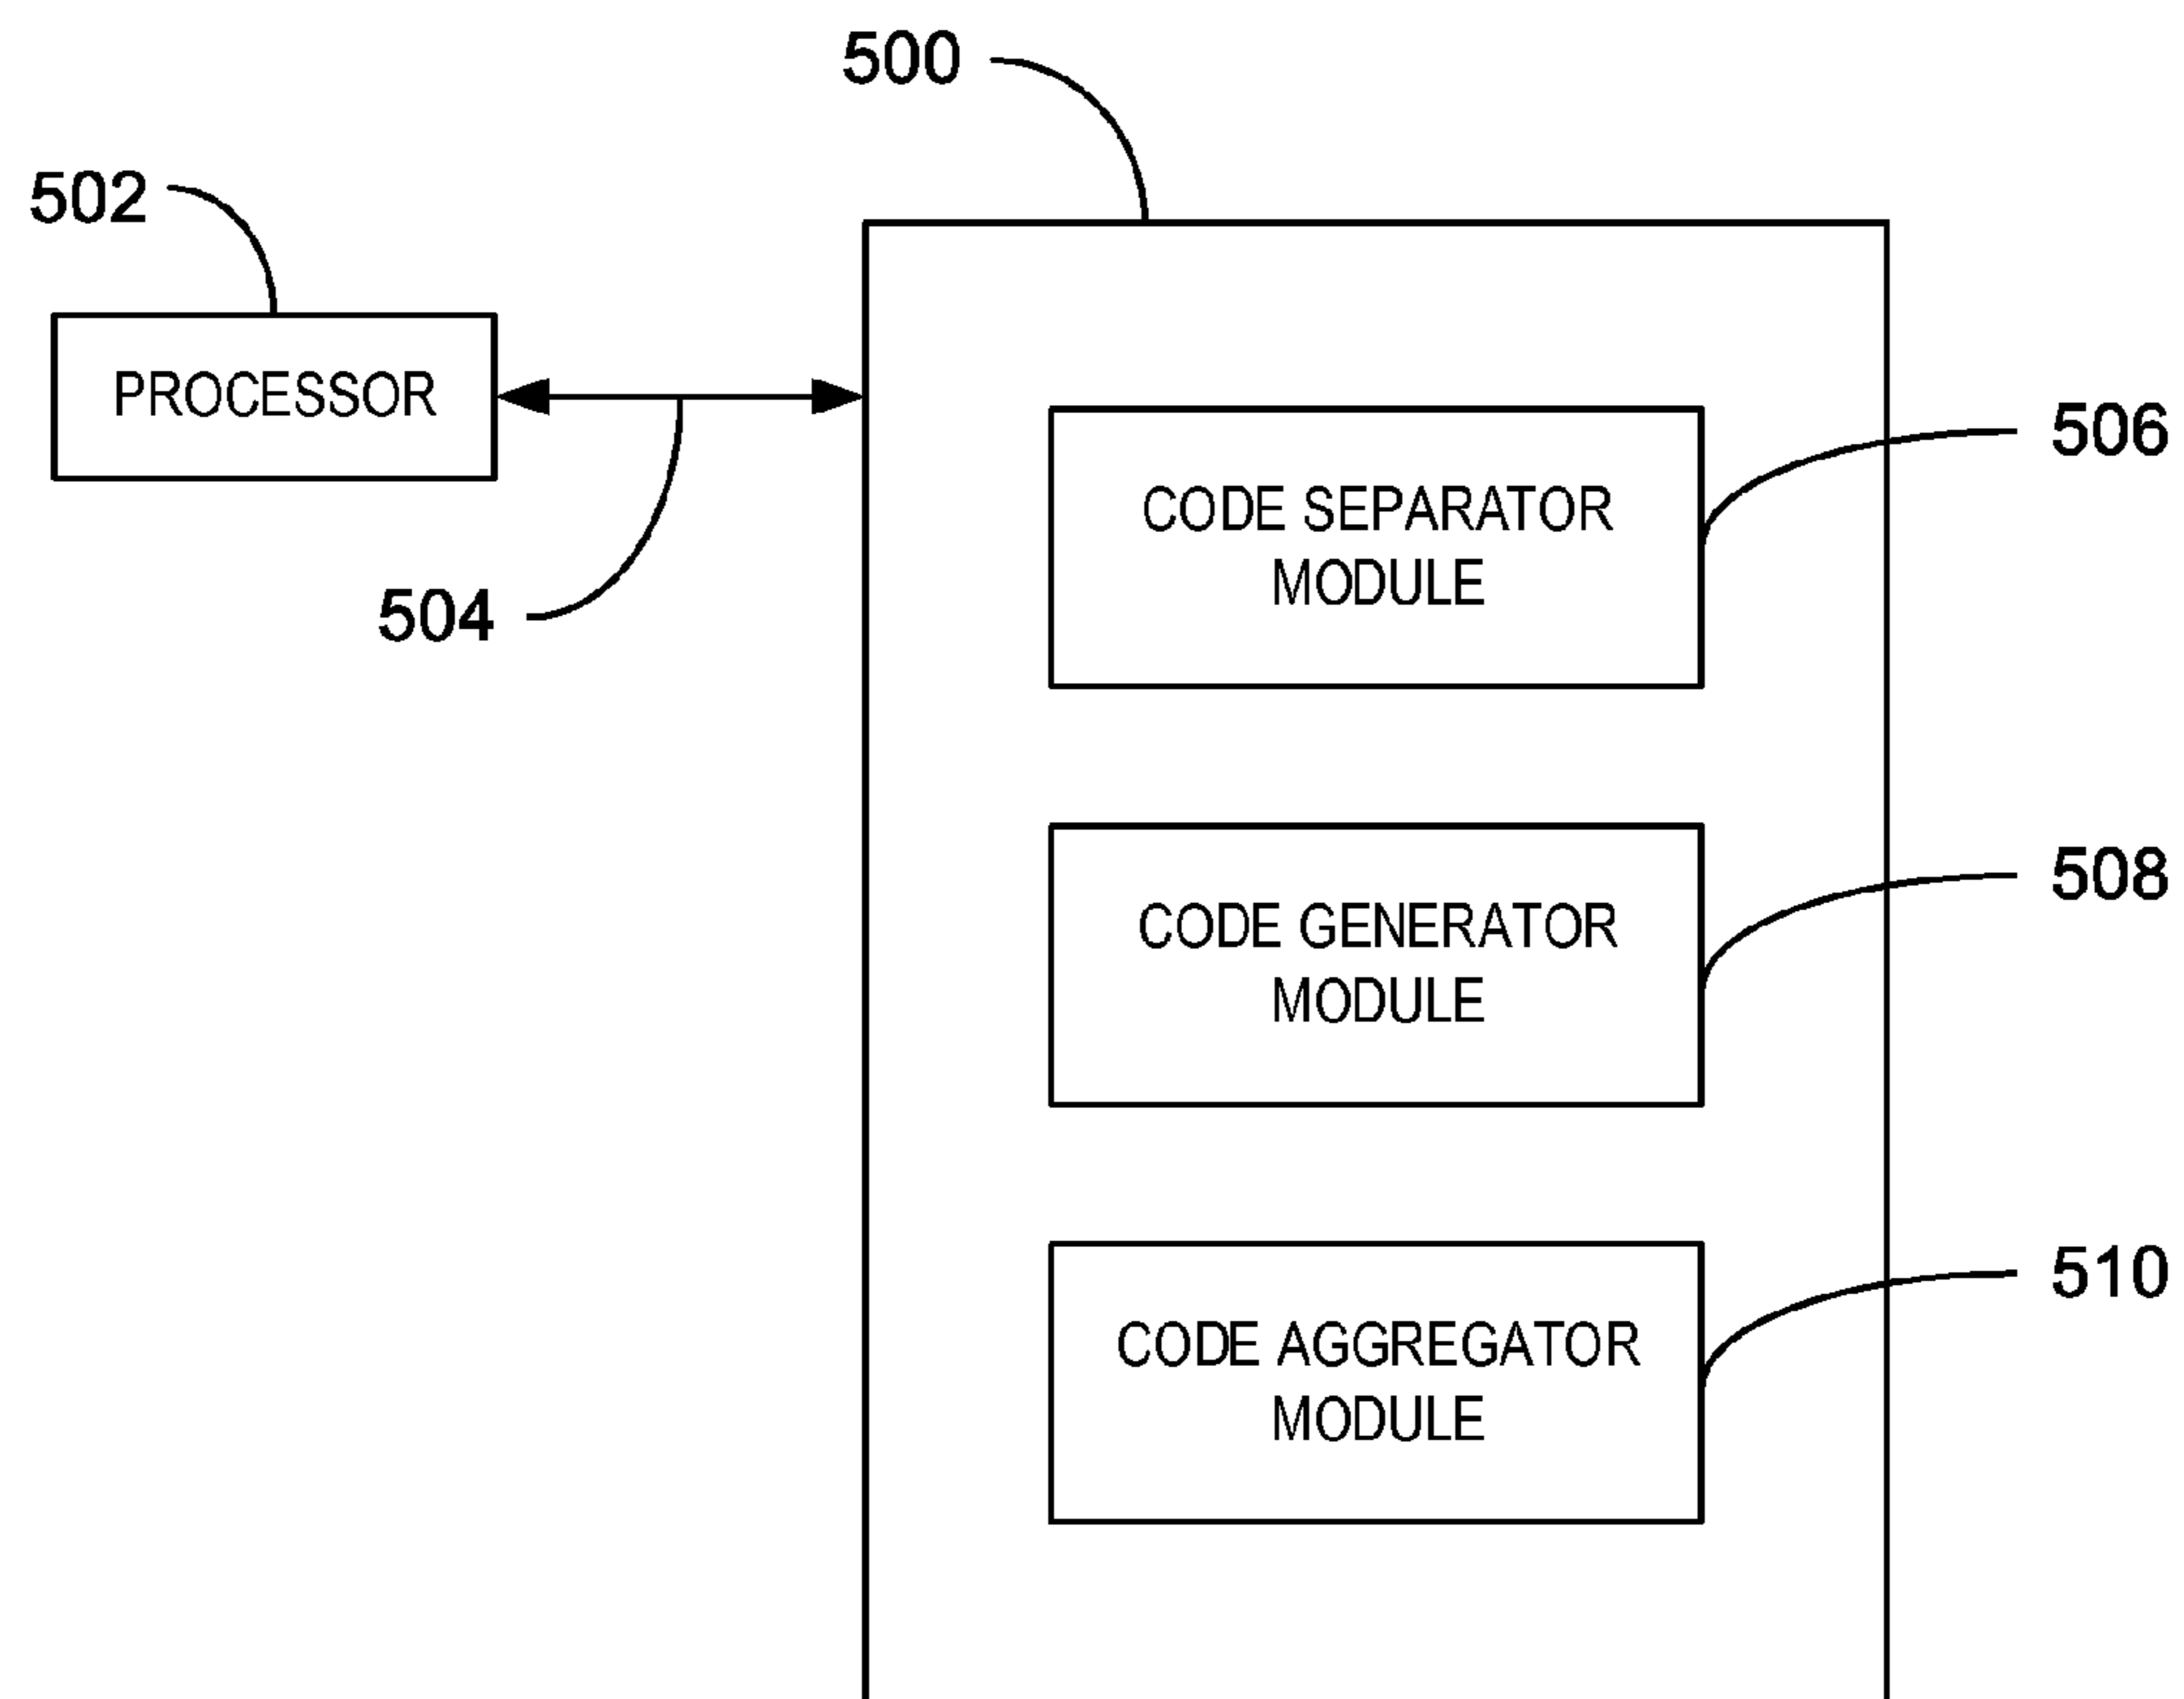 500
502
PROCESSOR
504
CODE SEPARATOR
MODULE
506
CODE GENERATOR
MODULE
508
CODE AGGREGATOR
MODULE
510